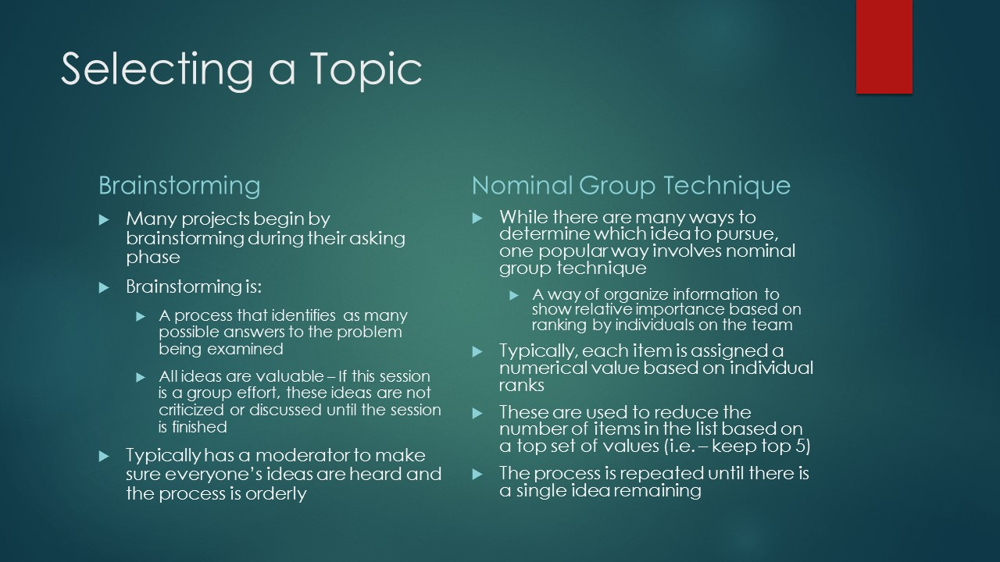 Selecting a Topic
Brainstorming
Many projects begin by
brainstorming during their asking
phase
Brainstorming is:
A process that identifies as many
possible answers to the problem
being examined
All ideas are valuable – If this session
is a group effort, these ideas are not
criticized or discussed until the session
is finished
Typically has a moderator to make
sure everyone’s ideas are heard and
the process is orderly
Nominal Group Technique
While there are many ways to
determine which idea to pursue,
one popular way involves nominal
group technique
A way of organize information to
show relative importance based on
ranking by individuals on the team
Typically, each item is assigned a
numerical value based on individual
ranks
These are used to reduce the
number of items in the list based on
a top set of values (i.e. – keep top 5)
The process is repeated until there is
a single idea remaining